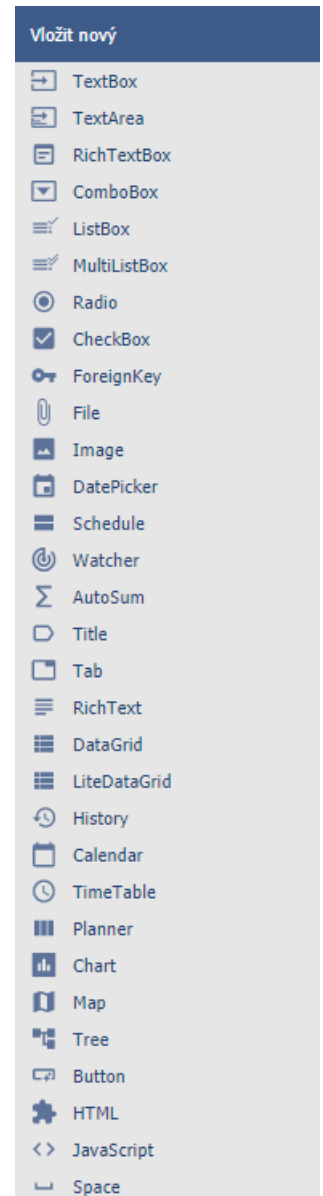 Vložit nový
TextBox
TextArea
RichTextBox
ComboBox
ListBox
MultiListBox
Radio
CheckBox
ForeignKey
File
Image
DatePicker
Schedule
Watcher
AutoSum
Title
Tab
RichText
DataGrid
LiteDataGrid
History
Calendar
TimeTable
Planner
Chart
Map
Tree
Button
HTML
JavaScript
Space